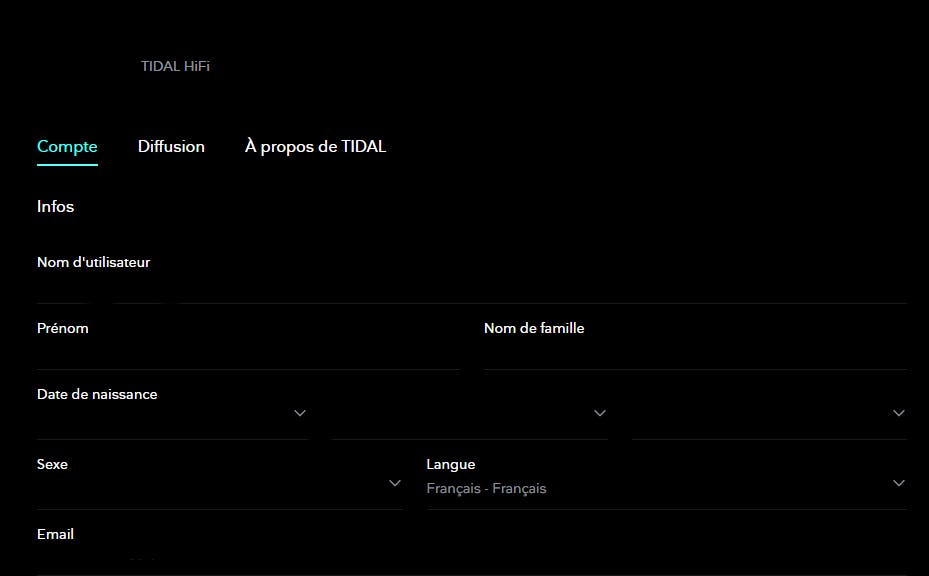 TIDAL HiFi
Compte Diffusion À propos de TIDAL
Infos
Nom d'utilisateur
Prénom Nom de famille
Date de naissance
Sexe Langue
Français - Français
Email